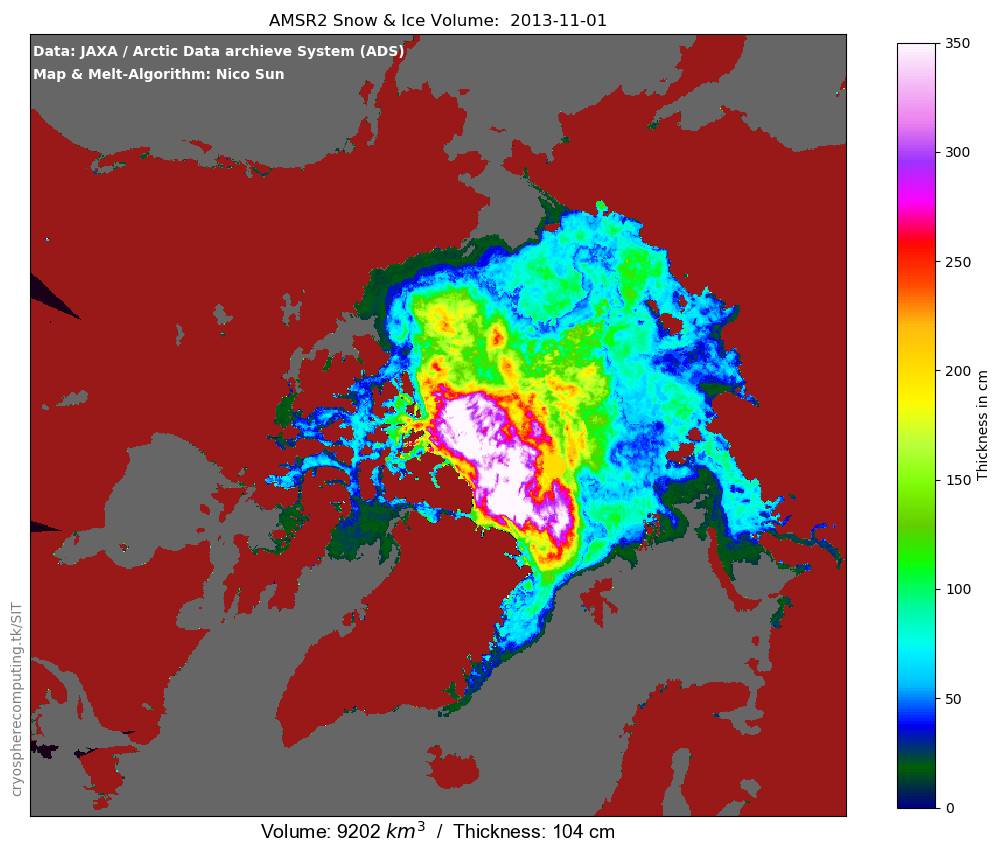 AMSR2 Snow & Ice Volume:  2013-11-01
Data: JAXA / Arctic Data archieve System (ADS)
Map & Melt-Algorithm: Nico Sun
350
300
250
200
150
100
50
0
Thickness in cm
cryospherecomputing.tk/SIT
Volume: 9202 km³  /  Thickness: 104 cm